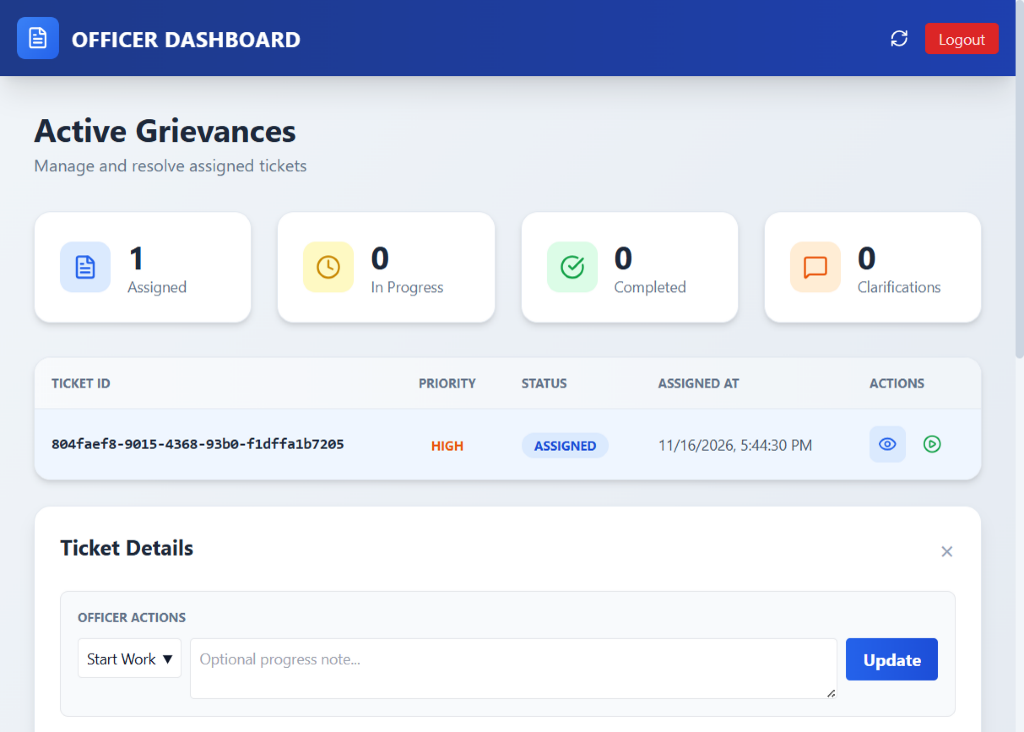 OFFICER DASHBOARD
Logout
Active Grievances
Manage and resolve assigned tickets
1
Assigned
0
In Progress
0
Completed
0
Clarifications
TICKET ID PRIORITY STATUS ASSIGNED AT ACTIONS
804faef8-9015-4368-93b0-f1dffa1b7205 HIGH ASSIGNED 11/16/2026, 5:44:30 PM
Ticket Details
OFFICER ACTIONS
Start Work ▼ Optional progress note... Update